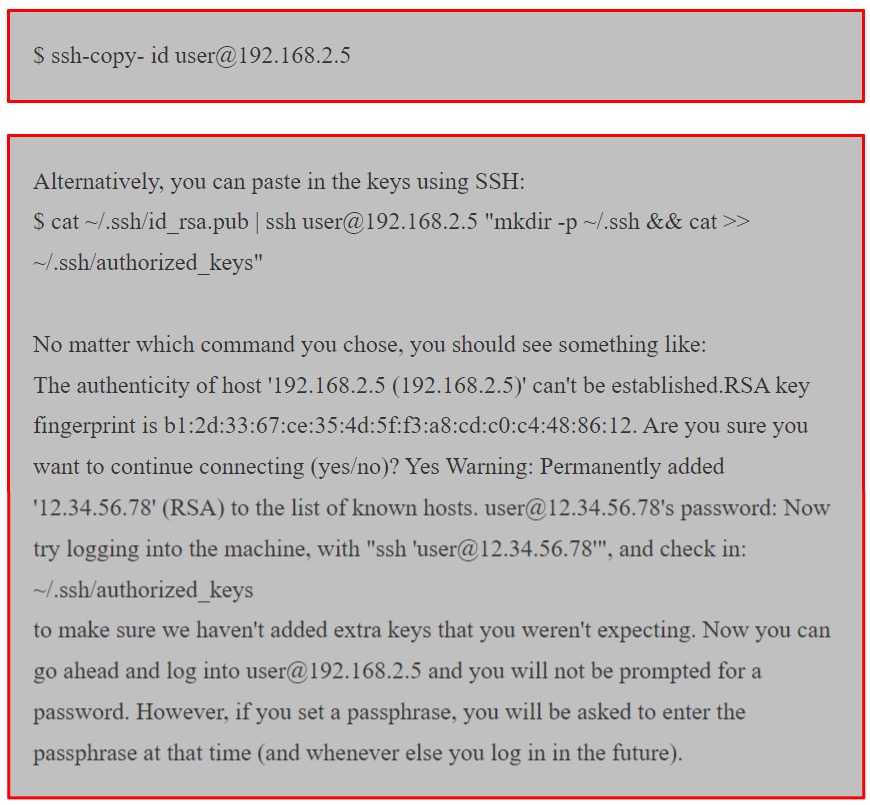 $ ssh-copy- id user@192.168.2.5
Alternatively, you can paste in the keys using SSH:
$ cat ~/.ssh/id_rsa.pub | ssh user@192.168.2.5 "mkdir -p ~/.ssh && cat >>
~/.ssh/authorized_keys"
No matter which command you chose, you should see something like:
The authenticity of host '192.168.2.5 (192.168.2.5)' can't be established.RSA key
fingerprint is b1:2d:33:67:ce:35:4d:5f:f3:a8:cd:c0:c4:48:86:12. Are you sure you
want to continue connecting (yes/no)? Yes Warning: Permanently added
'12.34.56.78' (RSA) to the list of known hosts. user@12.34.56.78's password: Now
try logging into the machine, with "ssh 'user@12.34.56.78'", and check in:
~/.ssh/authorized_keys
to make sure we haven't added extra keys that you weren't expecting. Now you can
go ahead and log into user@192.168.2.5 and you will not be prompted for a
password. However, if you set a passphrase, you will be asked to enter the
passphrase at that time (and whenever else you log in in the future).